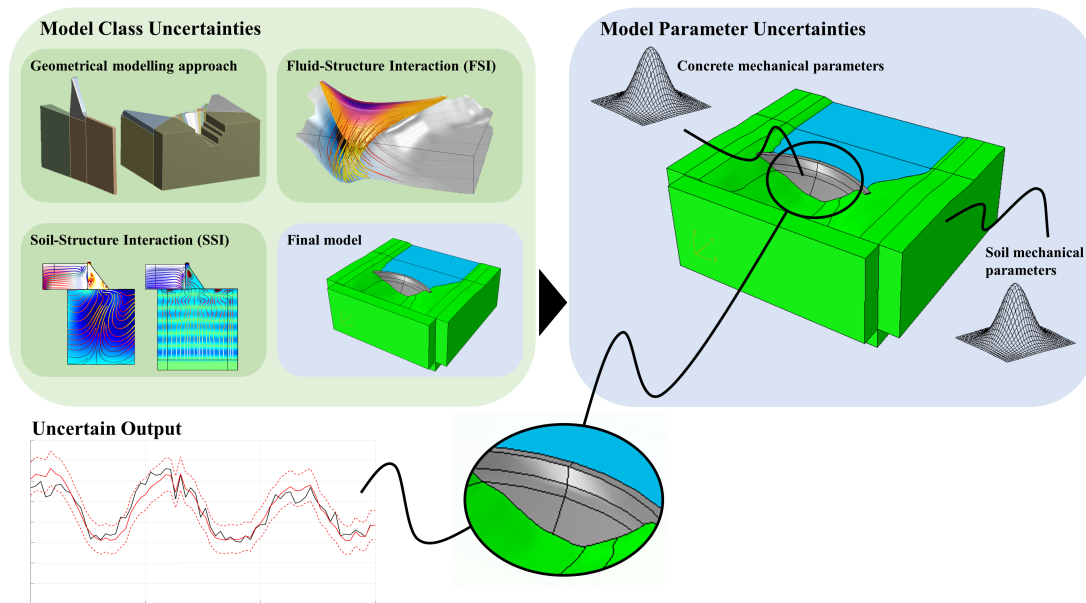 Model Class Uncertainties
Geometrical modelling approach
Fluid-Structure Interaction (FSI)
Soil-Structure Interaction (SSI)
Final model
Model Parameter Uncertainties
Concrete mechanical parameters
Soil mechanical
parameters
Uncertain Output